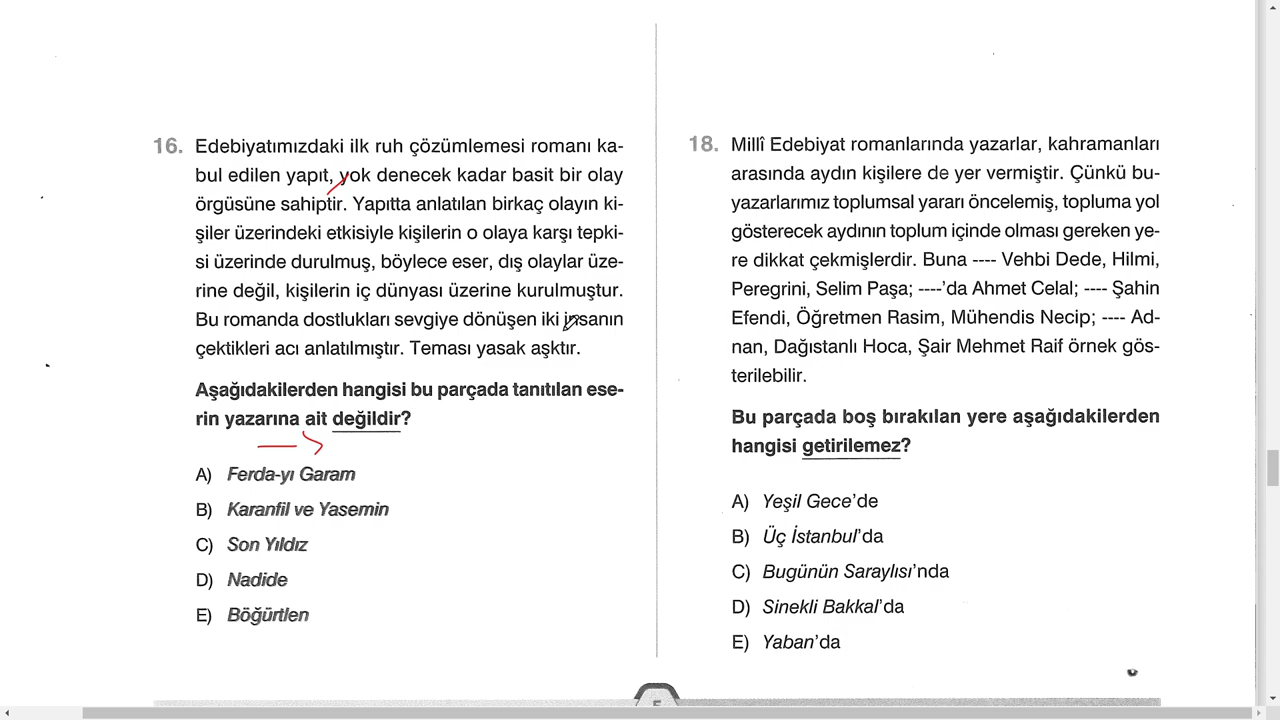 16. Edebiyatımızdaki ilk ruh çözümlemesi romanı ka-
bul edilen yapıt, yok denecek kadar basit bir olay
örgüsüne sahiptir. Yapıtta anlatılan birkaç olayın ki-
şiler üzerindeki etkisiyle kişilerin o olaya karşı tepki-
si üzerinde durulmuş, böylece eser, dış olaylar üze-
rine değil, kişilerin iç dünyası üzerine kurulmuştur.
Bu romanda dostlukları sevgiye dönüşen iki insanın
çektikleri acı anlatılmıştır. Teması yasak aşktır.
Aşağıdakilerden hangisi bu parçada tanıtılan ese-
rin yazarına ait değildir?
A) Ferda-yı Garam
B) Karanfil ve Yasemin
C) Son Yıldız
D) Nadide
E) Böğürtlen
18. Millî Edebiyat romanlarında yazarlar, kahramanları
arasında aydın kişilere de yer vermiştir. Çünkü bu-
yazarlarımız toplumsal yararı öncelemiş, topluma yol
gösterecek aydının toplum içinde olması gereken ye-
re dikkat çekmişlerdir. Buna ---- Vehbi Dede, Hilmi,
Peregrini, Selim Paşa; ----'da Ahmet Celal; ---- Şahin
Efendi, Öğretmen Rasim, Mühendis Necip; ---- Ad-
nan, Dağıstanlı Hoca, Şair Mehmet Raif örnek gös-
terilebilir.
Bu parçada boş bırakılan yere aşağıdakilerden
hangisi getirilemez?
A) Yeşil Gece'de
B) Üç İstanbul'da
C) Bugünün Saraylısı'nda
D) Sinekli Bakkal'da
E) Yaban'da
5